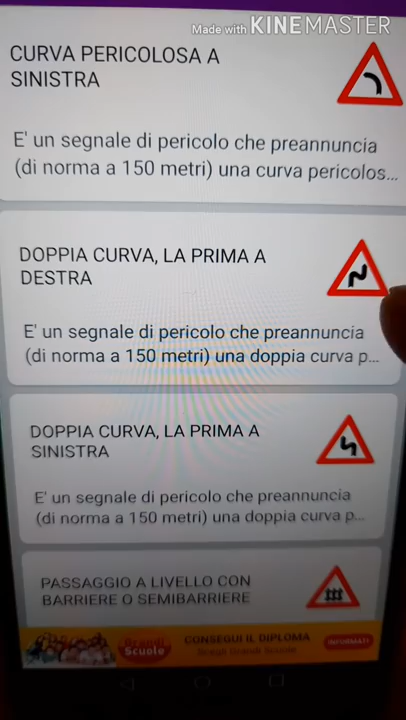 Made with KINEMASTER
CURVA PERICOLOSA A
SINISTRA
E' un segnale di pericolo che preannuncia
(di norma a 150 metri) una curva pericolos...
DOPPIA CURVA, LA PRIMA A
DESTRA
E' un segnale di pericolo che preannuncia
(di norma a 150 metri) una doppia curva p...
DOPPIA CURVA, LA PRIMA A
SINISTRA
E' un segnale di pericolo che preannuncia
(di norma a 150 metri) una doppia curva p...
PASSAGGIO A LIVELLO CON
BARRIERE O SEMIBARRIERE
Grandi
Scuole
CONSEGUI IL DIPLOMA
Scegli Grandi Scuole
INFORMATI